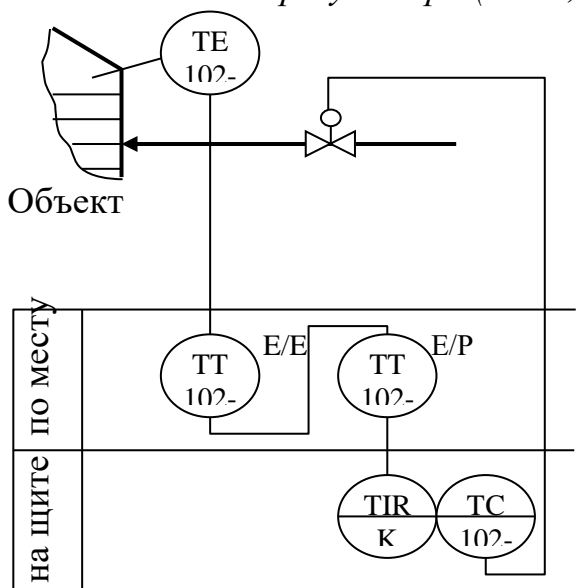 TE
102-
Объект
по месту
TT
102-
E/E
TT
102-
E/P
на щите
TIR
K
TC
102-